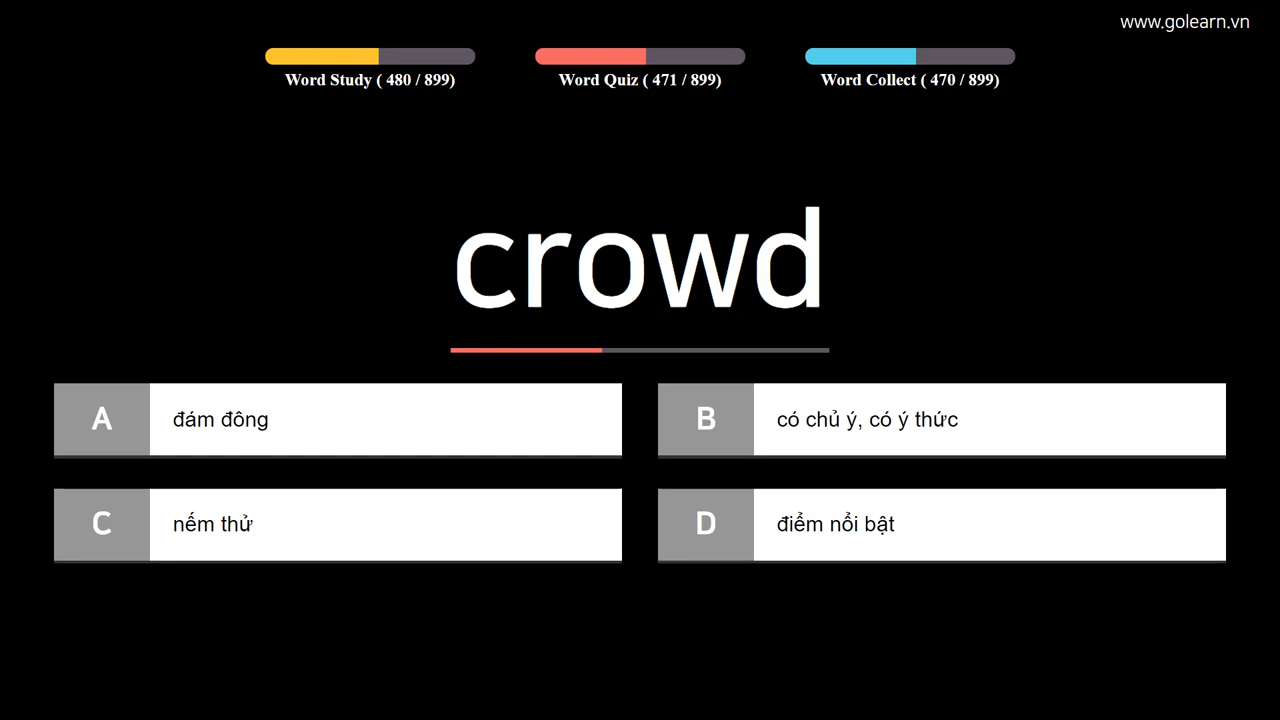 www.golearn.vn
Word Study ( 480 / 899)
Word Quiz ( 471 / 899)
Word Collect ( 470 / 899)
crowd
A đám đông
B có chủ ý, có ý thức
C nếm thử
D điểm nổi bật